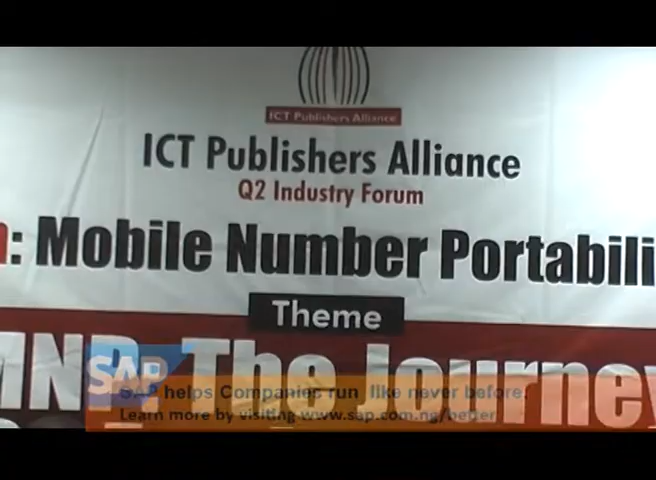 ICT Publishers Alliance
ICT Publishers Alliance
Q2 Industry Forum
: Mobile Number Portabili
Theme
MNP: The Journey
SAP
SAP helps Companies run like never before.
Learn more by visiting www.sap.com.ng/better